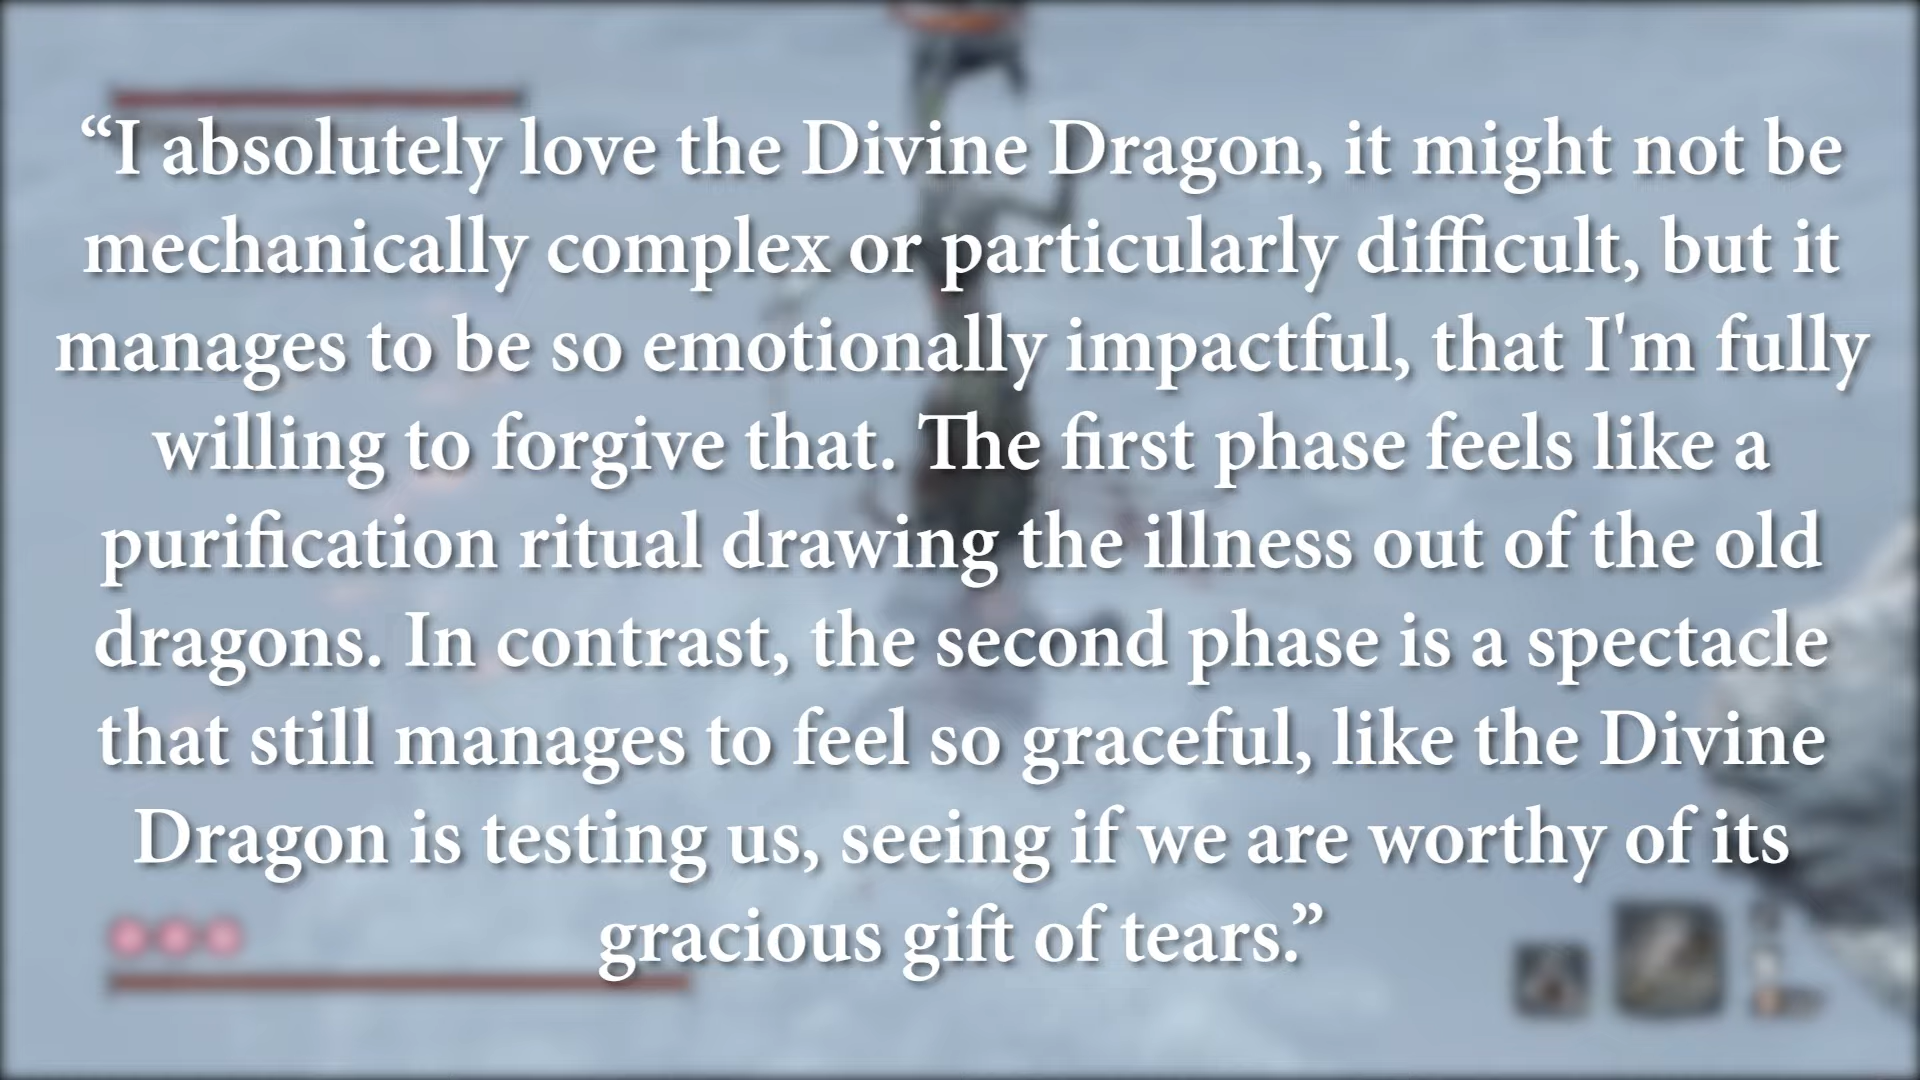 “I absolutely love the Divine Dragon, it might not be
mechanically complex or particularly difficult, but it
manages to be so emotionally impactful, that I'm fully
willing to forgive that. The first phase feels like a
purification ritual drawing the illness out of the old
dragons. In contrast, the second phase is a spectacle
that still manages to feel so graceful, like the Divine
Dragon is testing us, seeing if we are worthy of its
gracious gift of tears.”